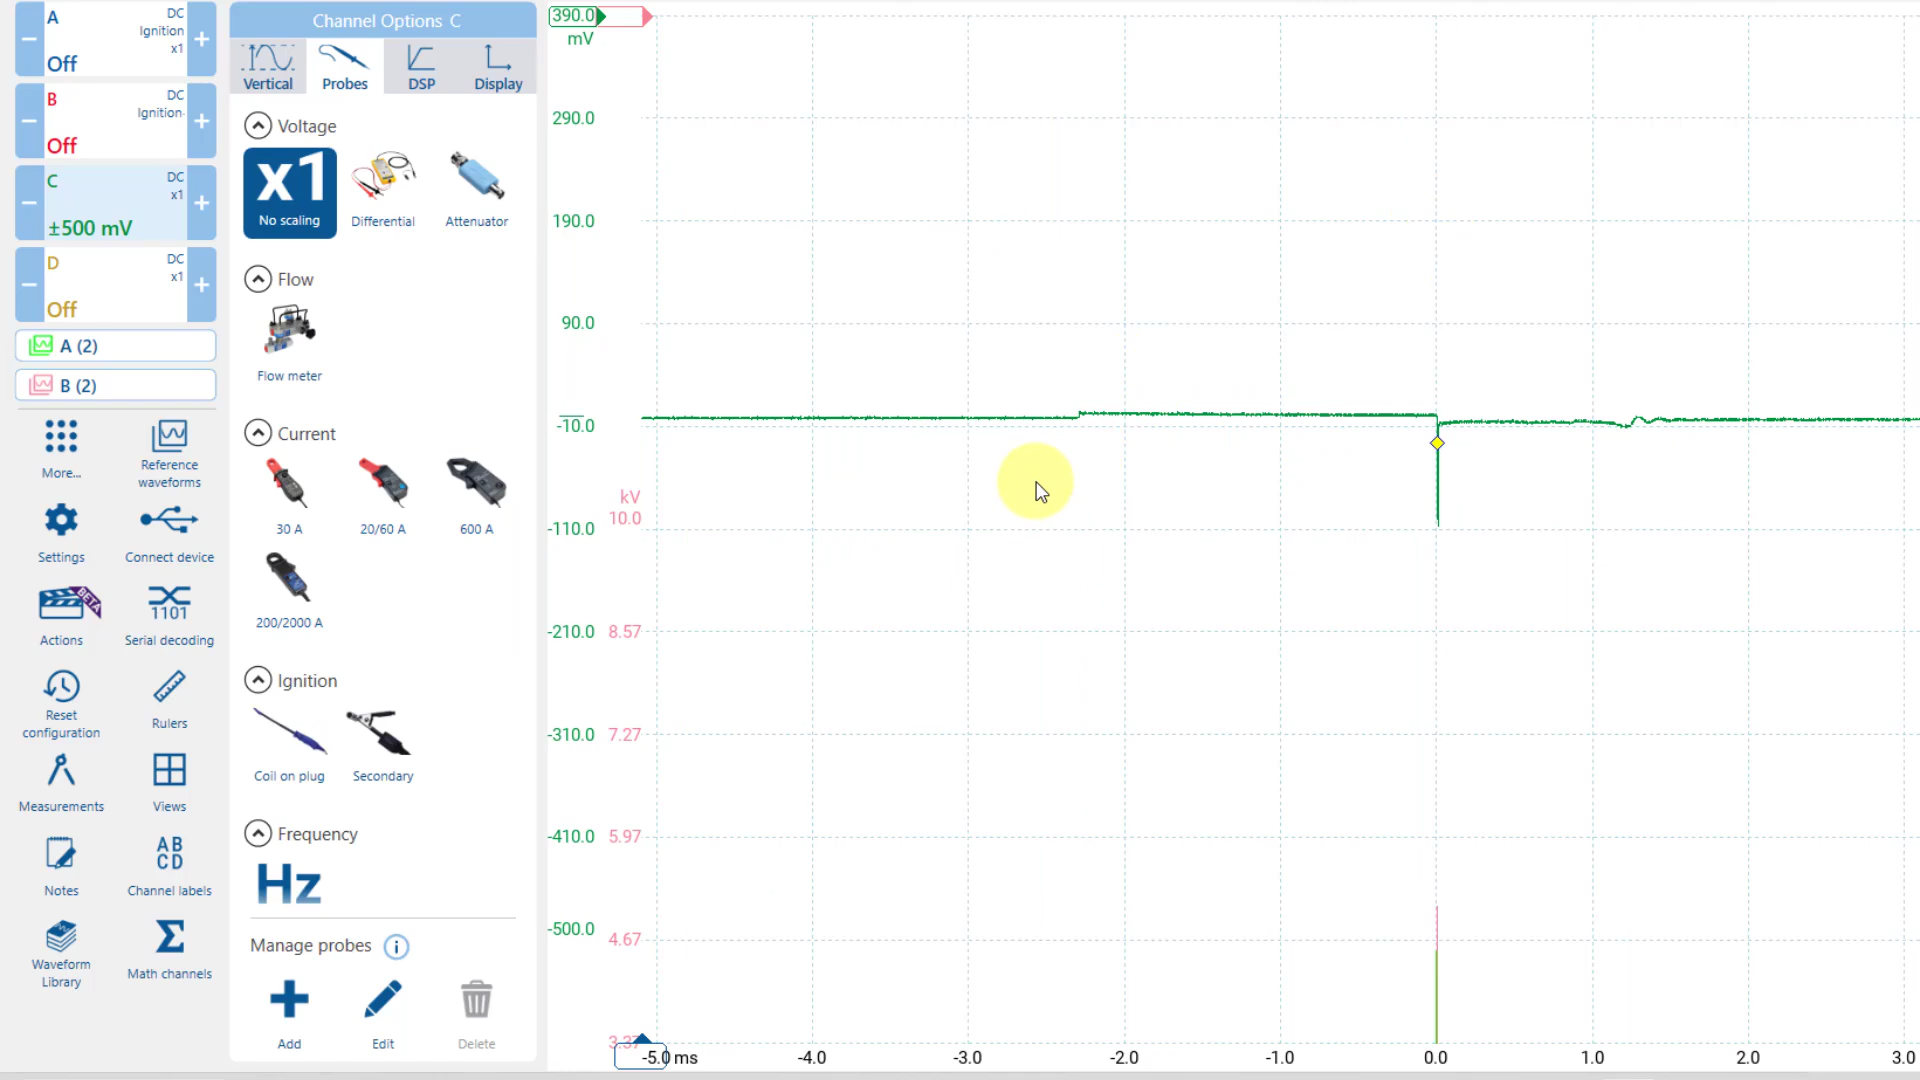 A
DC
Ignition
x1
Off
B
DC
Ignition
Off
C
DC
x1
±500 mV
D
DC
x1
Off
A (2)
B (2)
More...
Reference
waveforms
Settings
Connect device
Actions
BETA
1101
Serial decoding
Reset
configuration
Rulers
Measurements
Views
Notes
AB
CD
Channel labels
Waveform
Library
Math channels
Channel Options C
Vertical
Probes
DSP
Display
Voltage
x1
No scaling
Differential
Attenuator
Flow
Flow meter
Current
30 A
20/60 A
600 A
200/2000 A
Ignition
Coil on plug
Secondary
Frequency
Hz
Manage probes
Add
Edit
Delete
390.0
mV
290.0
190.0
90.0
-10.0
-110.0
-210.0
-310.0
-410.0
-500.0
kV
10.0
8.57
7.27
5.97
4.67
3.37
-5.0 ms
-4.0
-3.0
-2.0
-1.0
0.0
1.0
2.0
3.0